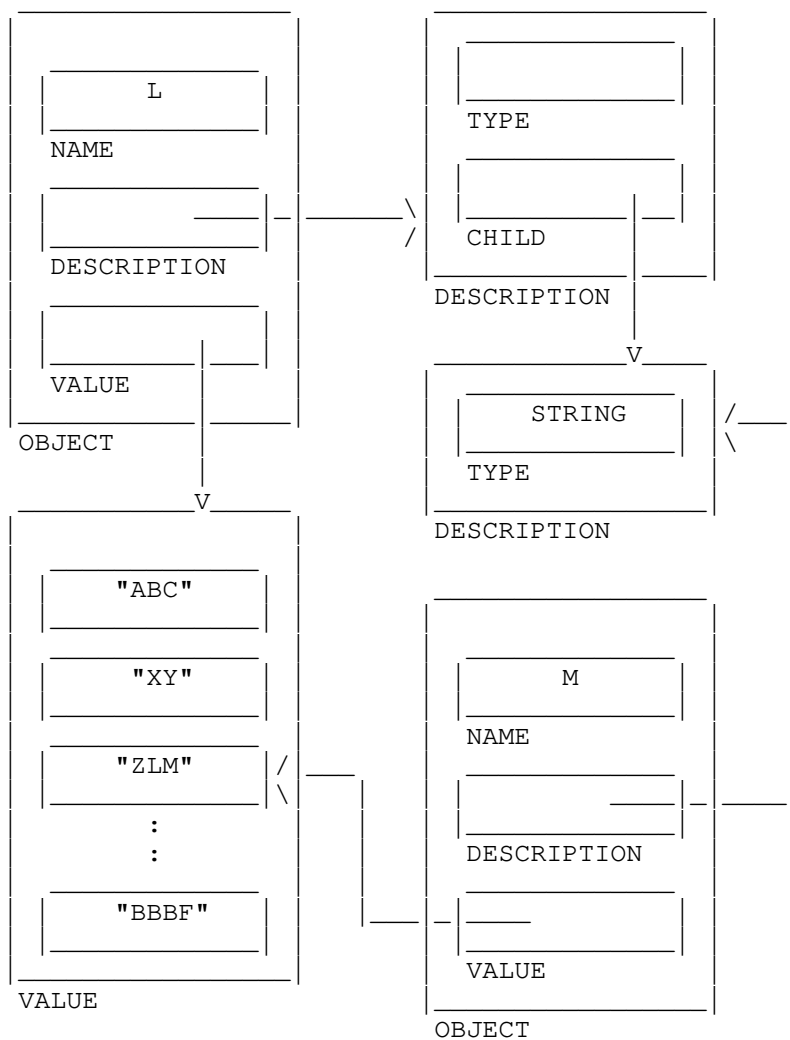 L
NAME
DESCRIPTION
VALUE
OBJECT
TYPE
CHILD
DESCRIPTION
STRING
TYPE
DESCRIPTION
"ABC"
"XY"
"ZLM"
:
:
"BBBF"
VALUE
M
NAME
DESCRIPTION
VALUE
OBJECT